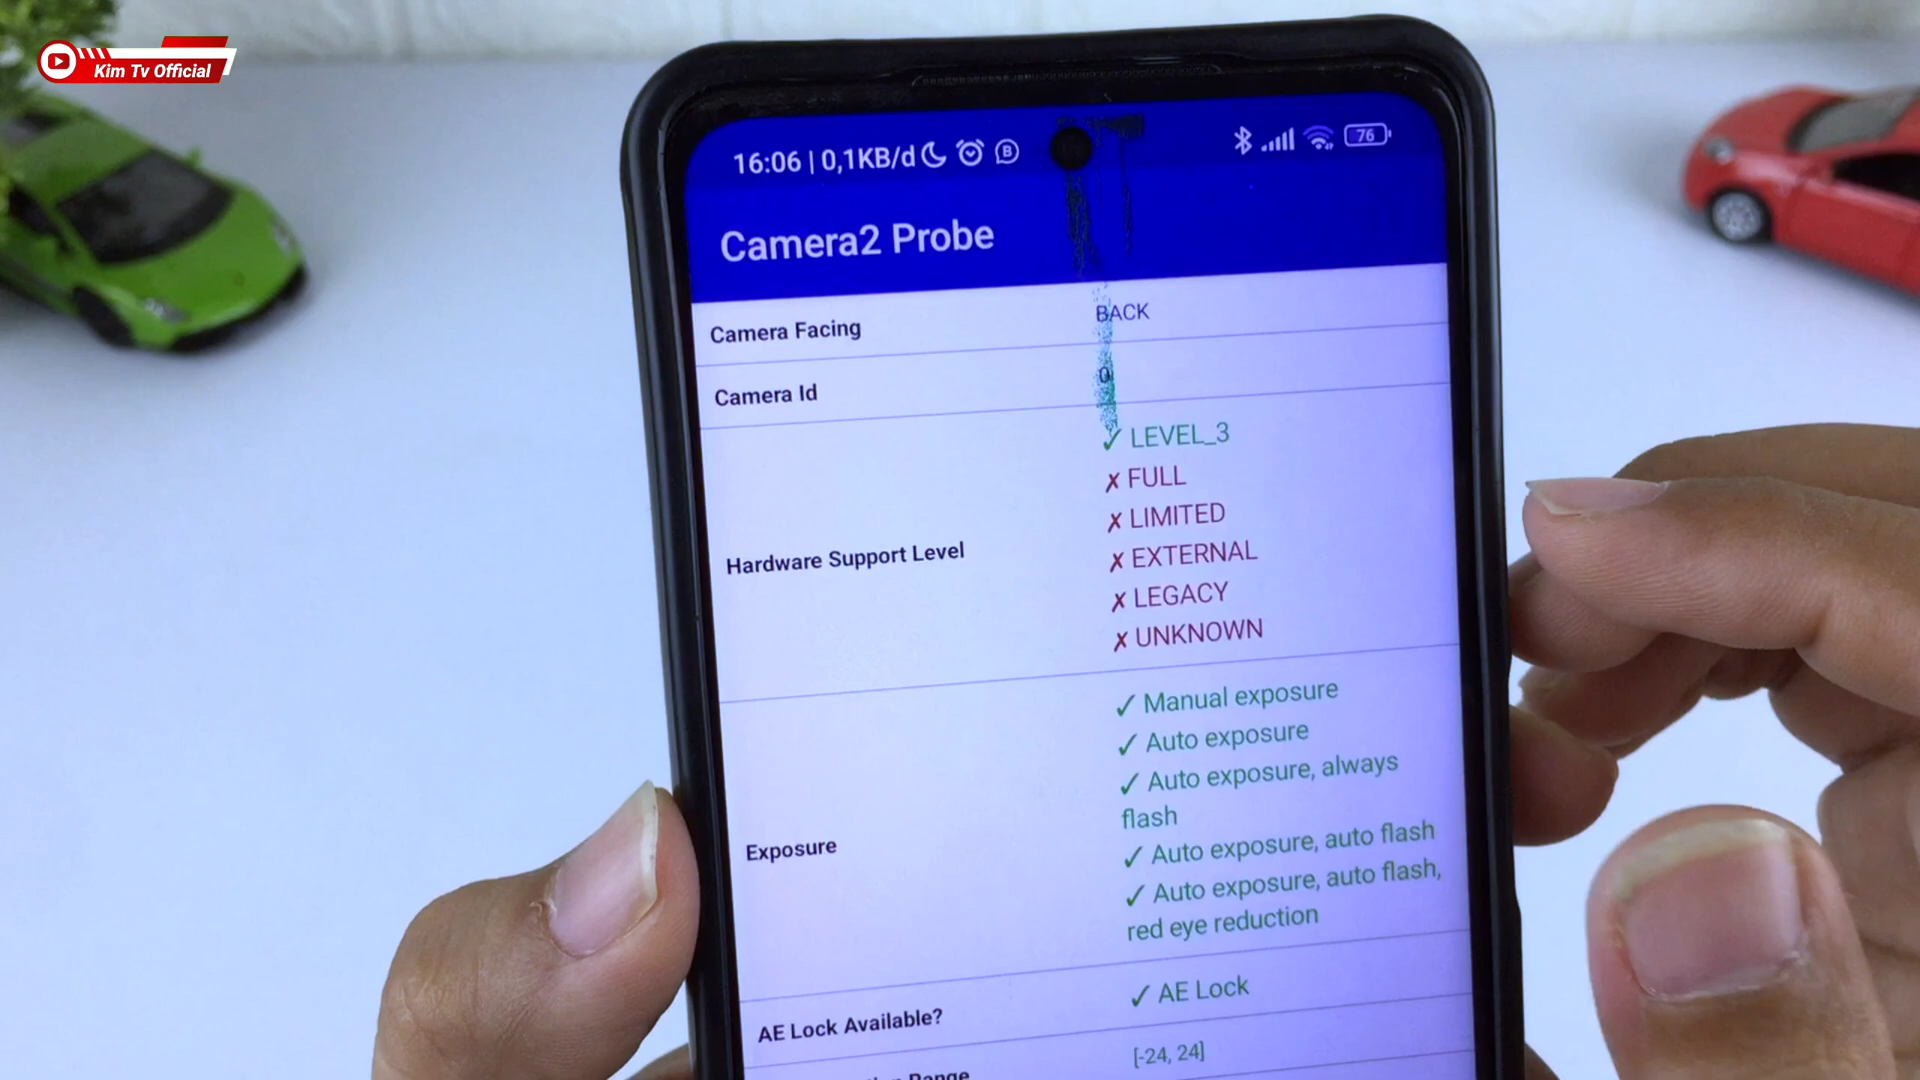 Kim Tv Official
16:06 | 0,1KB/d
B
76
Camera2 Probe
Camera Facing
BACK
Camera Id
0
Hardware Support Level
✓ LEVEL_3
✗ FULL
✗ LIMITED
✗ EXTERNAL
✗ LEGACY
✗ UNKNOWN
Exposure
✓ Manual exposure
✓ Auto exposure
✓ Auto exposure, always
flash
✓ Auto exposure, auto flash
✓ Auto exposure, auto flash,
red eye reduction
AE Lock Available?
✓ AE Lock
Range
[-24, 24]